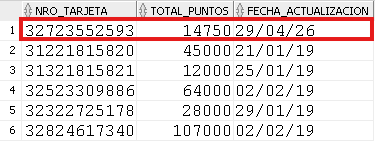 NRO_TARJETA TOTAL_PUNTOS FECHA_ACTUALIZACION
1 32723552593 14750 29/04/26
2 31221815820 45000 21/01/19
3 31321815821 12000 25/01/19
4 32523309886 64000 02/02/19
5 32322725178 28000 29/01/19
6 32824617340 107000 02/02/19